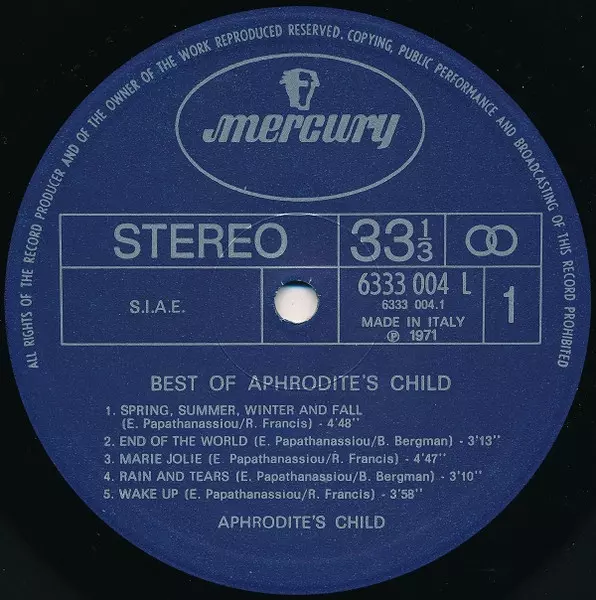 ALL RIGHTS OF THE RECORD PRODUCER AND OF THE OWNER OF THE WORK REPRODUCED RESERVED. COPYING, PUBLIC PERFORMANCE AND BROADCASTING OF THIS RECORD PROHIBITED
mercury
STEREO 33 1/3
S.I.A.E.
6333 004 L
6333 004.1
MADE IN ITALY
℗ 1971
1
BEST OF APHRODITE'S CHILD
1. SPRING, SUMMER, WINTER AND FALL
(E. Papathanassiou/R. Francis) - 4'48''
2. END OF THE WORLD (E. Papathanassiou/B. Bergman) - 3'13''
3. MARIE JOLIE (E. Papathanassiou/R. Francis) - 4'47''
4. RAIN AND TEARS (E. Papathanassiou/B. Bergman) - 3'10''
5. WAKE UP (E. Papathanassiou/R. Francis) - 3'58''
APHRODITE'S CHILD